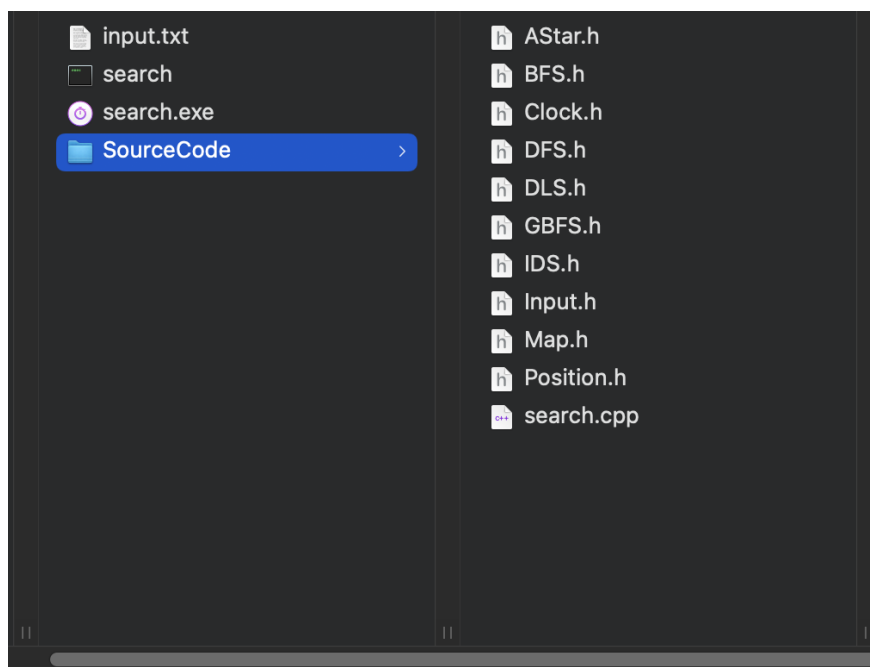 input.txt
search
search.exe
SourceCode
AStar.h
BFS.h
Clock.h
DFS.h
DLS.h
GBFS.h
IDS.h
Input.h
Map.h
Position.h
search.cpp